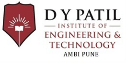 D Y PATIL
INSTITUTE OF
ENGINEERING &
TECHNOLOGY
AMBI PUNE